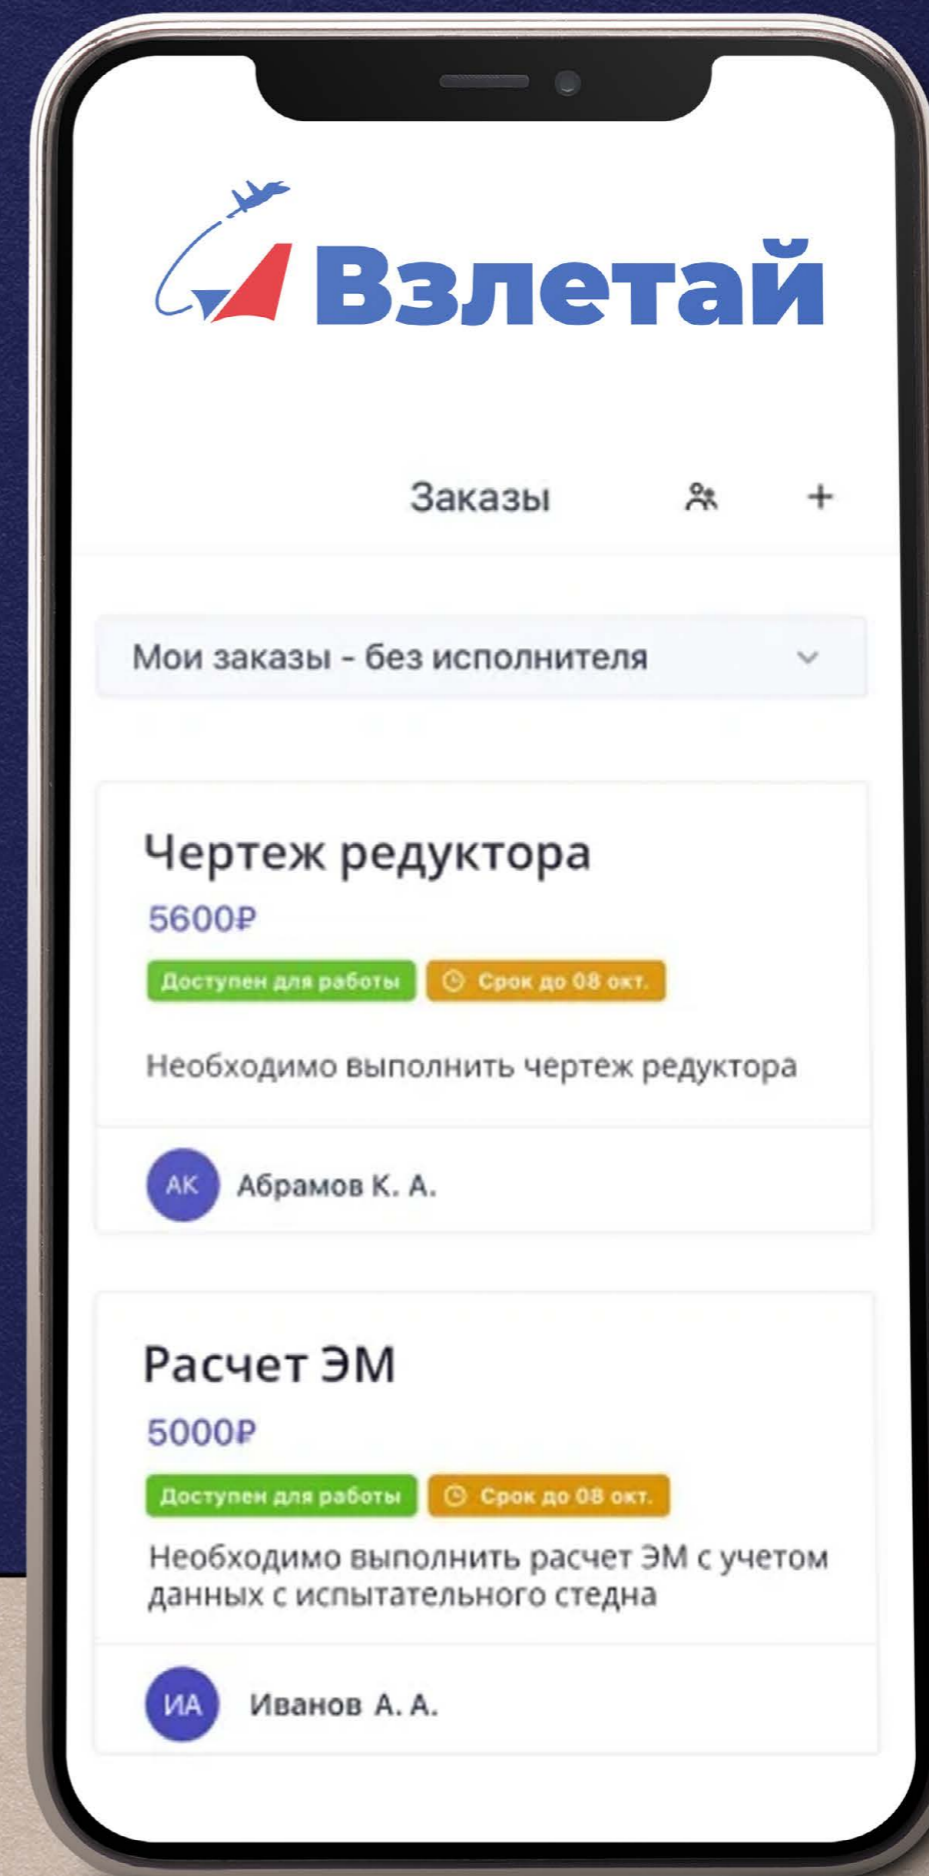 Взлетай
Заказы
Мои заказы - без исполнителя
Чертеж редуктора
5600₽
Доступен для работы
Срок до 08 окт.
Необходимо выполнить чертеж редуктора
АК
Абрамов К. А.
Расчет ЭМ
5000₽
Доступен для работы
Срок до 08 окт.
Необходимо выполнить расчет ЭМ с учетом
данных с испытательного стедна
ИА
Иванов А. А.